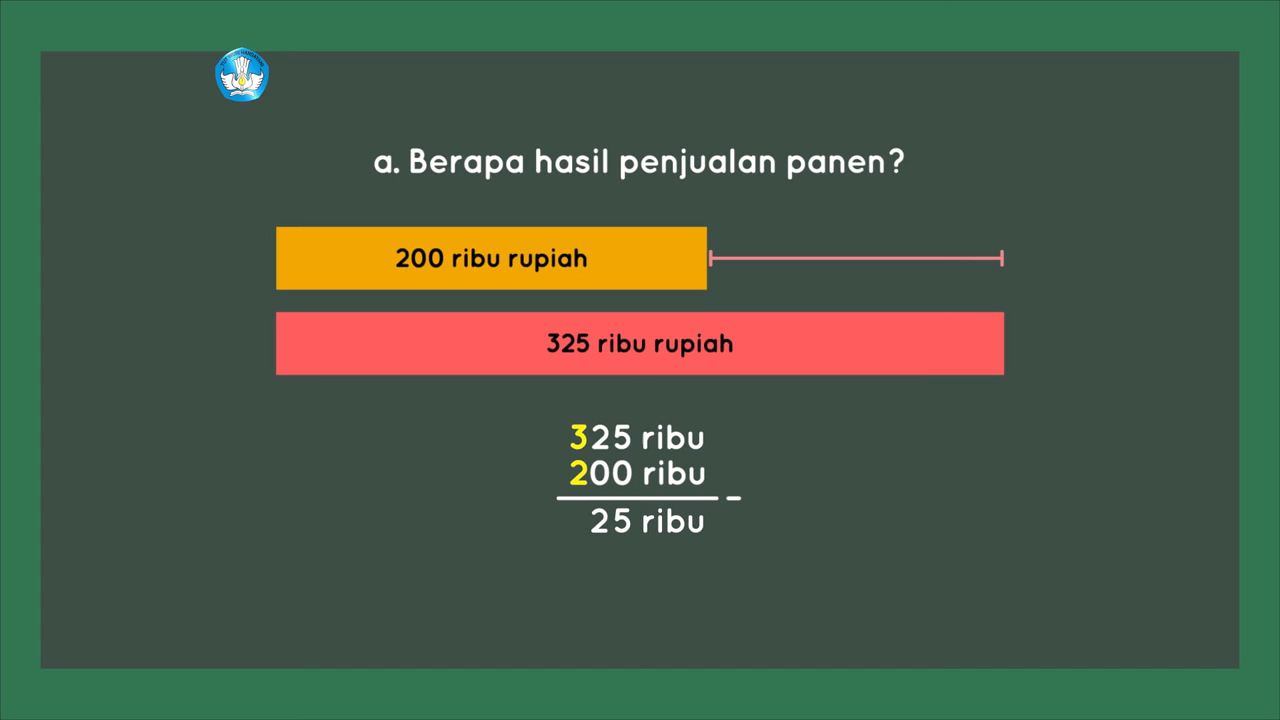 a. Berapa hasil penjualan panen?
200 ribu rupiah
325 ribu rupiah
325 ribu
200 ribu
-
25 ribu